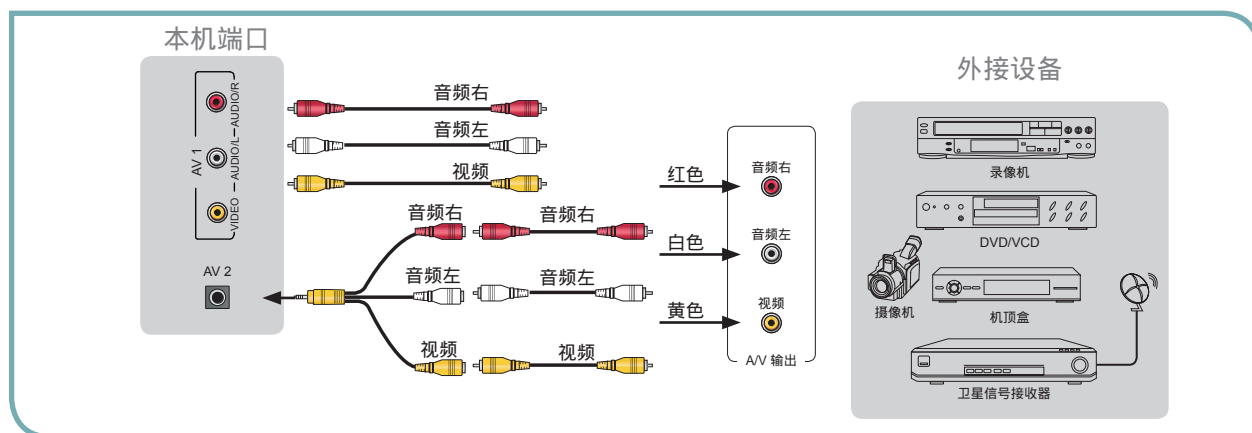 本机端口
AV 1
AUDIO/R
AUDIO/L
VIDEO
AV 2
音频右
音频左
视频
音频右
音频右
音频左
音频左
视频
视频
红色
白色
黄色
音频右
音频左
视频
A/V 输出
外接设备
录像机
DVD/VCD
摄像机
机顶盒
卫星信号接收器